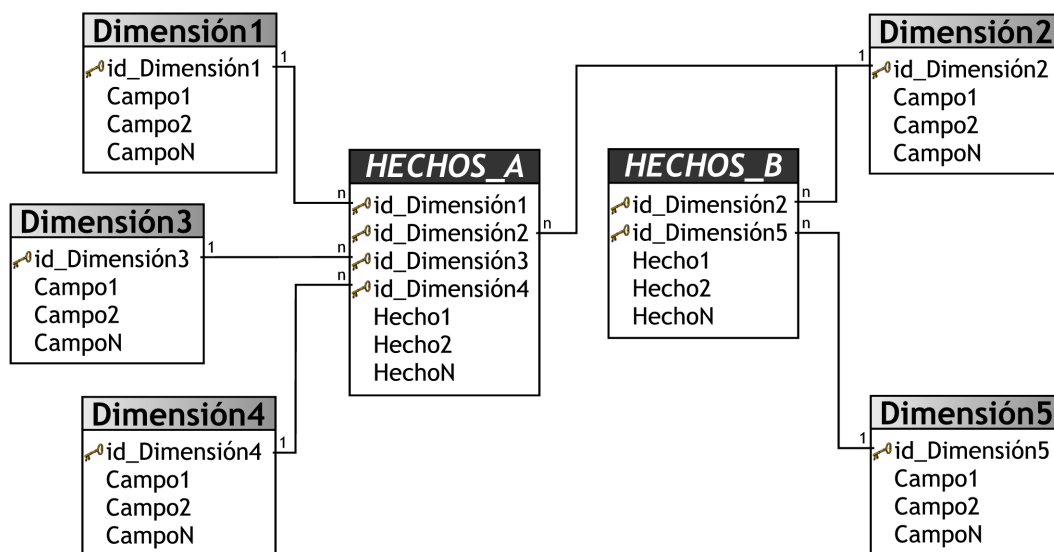 Dimensión1
id_Dimensión1
Campo1
Campo2
CampoN
1
Dimensión3
id_Dimensión3
Campo1
Campo2
CampoN
1
Dimensión4
id_Dimensión4
Campo1
Campo2
CampoN
1
HECHOS_A
n
id_Dimensión1
id_Dimensión2
n
n
id_Dimensión3
n
id_Dimensión4
Hecho1
Hecho2
HechoN
HECHOS_B
id_Dimensión2
n
id_Dimensión5
n
Hecho1
Hecho2
HechoN
Dimensión2
1
id_Dimensión2
Campo1
Campo2
CampoN
Dimensión5
1
id_Dimensión5
Campo1
Campo2
CampoN